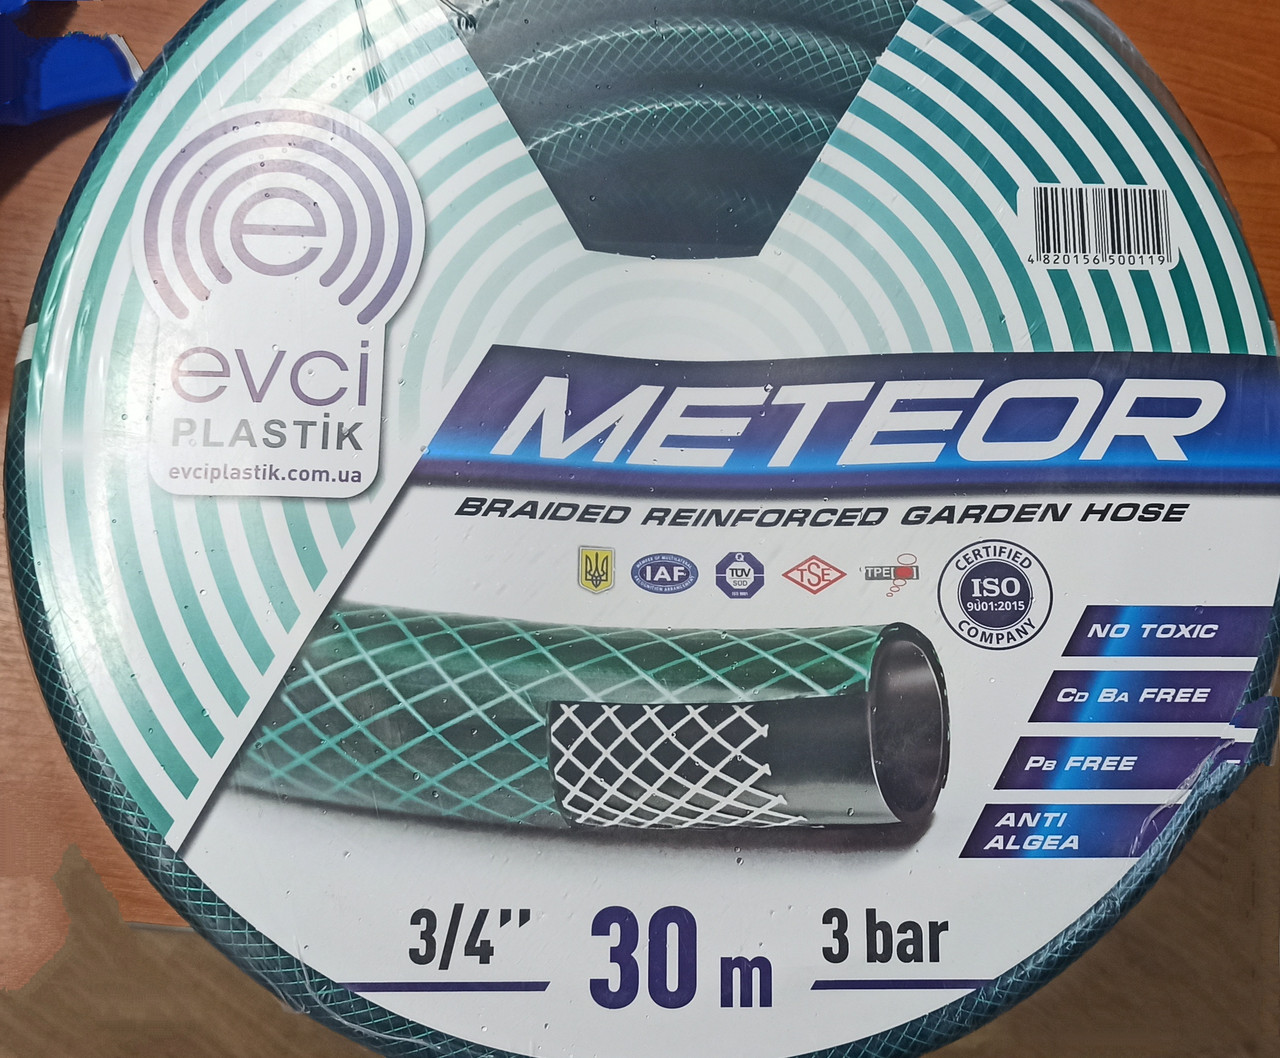 e
evci
PLASTİK
evciplastik.com.ua
4 820156 500119
METEOR
BRAIDED REINFORCED GARDEN HOSE
IAF
Q
TÜV
SÜD
TSE
TPE
CERTIFIED
ISO
9001:2015
COMPANY
NO TOXIC
CD BA FREE
PB FREE
ANTI
ALGEA
3/4’’ 30 m 3 bar